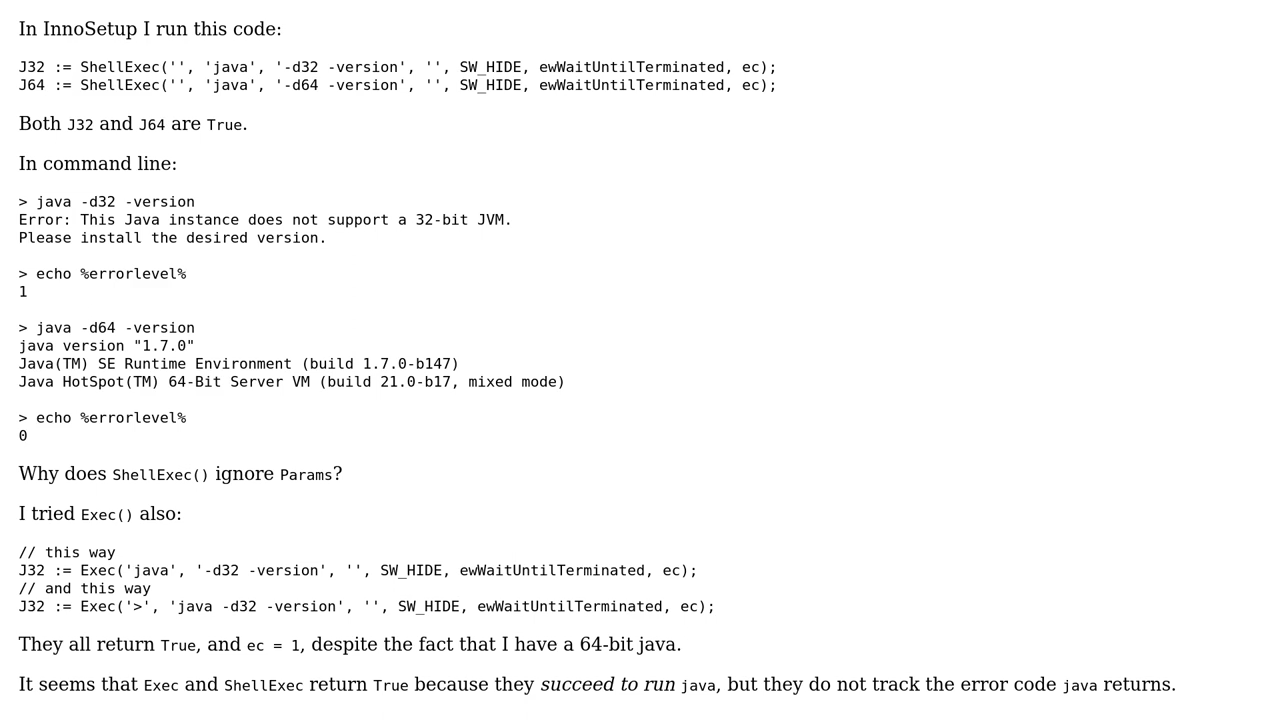 In InnoSetup I run this code:
J32 := ShellExec('', 'java', '-d32 -version', '', SW_HIDE, ewWaitUntilTerminated, ec);
J64 := ShellExec('', 'java', '-d64 -version', '', SW_HIDE, ewWaitUntilTerminated, ec);
Both J32 and J64 are True.
In command line:
> java -d32 -version
Error: This Java instance does not support a 32-bit JVM.
Please install the desired version.
> echo %errorlevel%
1
> java -d64 -version
java version "1.7.0"
Java(TM) SE Runtime Environment (build 1.7.0-b147)
Java HotSpot(TM) 64-Bit Server VM (build 21.0-b17, mixed mode)
> echo %errorlevel%
0
Why does ShellExec() ignore Params?
I tried Exec() also:
// this way
J32 := Exec('java', '-d32 -version', '', SW_HIDE, ewWaitUntilTerminated, ec);
// and this way
J32 := Exec('>', 'java -d32 -version', '', SW_HIDE, ewWaitUntilTerminated, ec);
They all return True, and ec = 1, despite the fact that I have a 64-bit java.
It seems that Exec and ShellExec return True because they succeed to run java, but they do not track the error code java returns.